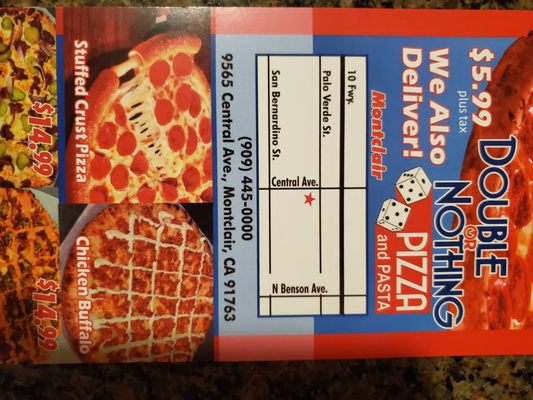 $5.99
plus tax
DOUBLE
OR
NOTHING
PIZZA
and PASTA
We Also
Deliver!
Montclair
10 Fwy.
Palo Verde St.
San Bernardino St.
Central Ave.
N Benson Ave.
(909) 445-0000
9565 Central Ave., Montclair, CA 91763
Stuffed Crust Pizza
Chicken Buffalo
$14.99
$14.99